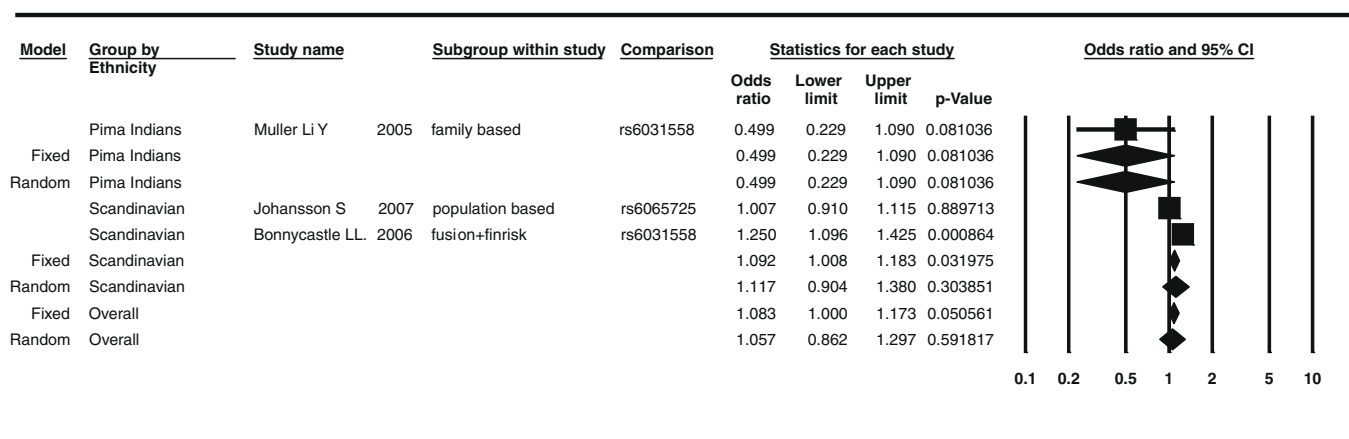 Model Group by Ethnicity Study name Subgroup within study Comparison Statistics for each study Odds ratio and 95% CI
Odds ratio Lower limit Upper limit p-Value
Pima Indians Muller Li Y 2005 family based rs6031558 0.499 0.229 1.090 0.081036
Fixed Pima Indians 0.499 0.229 1.090 0.081036
Random Pima Indians 0.499 0.229 1.090 0.081036
Scandinavian Johansson S 2007 population based rs6065725 1.007 0.910 1.115 0.889713
Scandinavian Bonnycastle LL. 2006 fusion+finrisk rs6031558 1.250 1.096 1.425 0.000864
Fixed Scandinavian 1.092 1.008 1.183 0.031975
Random Scandinavian 1.117 0.904 1.380 0.303851
Fixed Overall 1.083 1.000 1.173 0.050561
Random Overall 1.057 0.862 1.297 0.591817
0.1 0.2 0.5 1 2 5 10